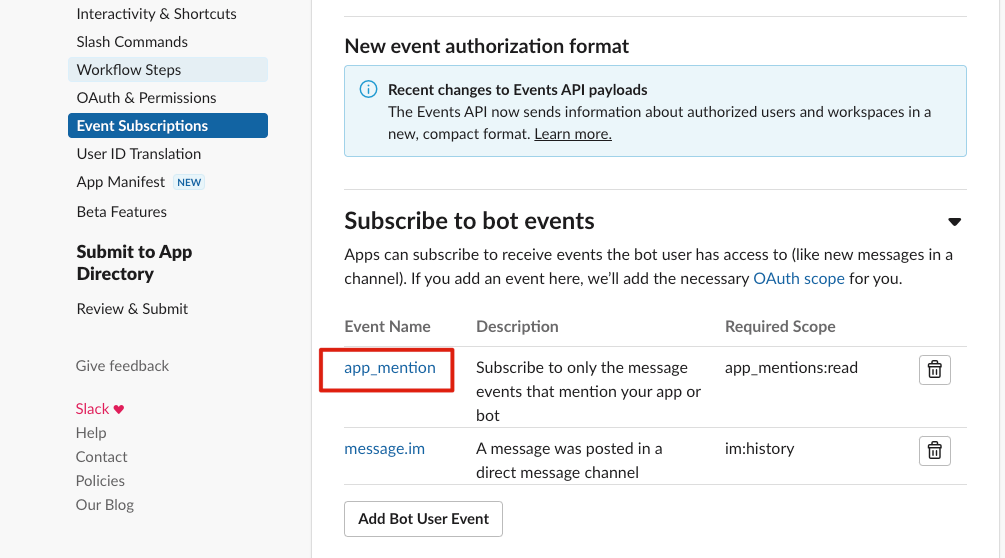 Interactivity & Shortcuts
Slash Commands
Workflow Steps
OAuth & Permissions
Event Subscriptions
User ID Translation
App Manifest NEW
Beta Features
Submit to App
Directory
Review & Submit
Give feedback
Slack ♥
Help
Contact
Policies
Our Blog
New event authorization format
Recent changes to Events API payloads
The Events API now sends information about authorized users and workspaces in a
new, compact format. Learn more.
Subscribe to bot events
Apps can subscribe to receive events the bot user has access to (like new messages in a
channel). If you add an event here, we’ll add the necessary OAuth scope for you.
Event Name Description Required Scope
app_mention Subscribe to only the message app_mentions:read
events that mention your app or
bot
message.im A message was posted in a im:history
direct message channel
Add Bot User Event